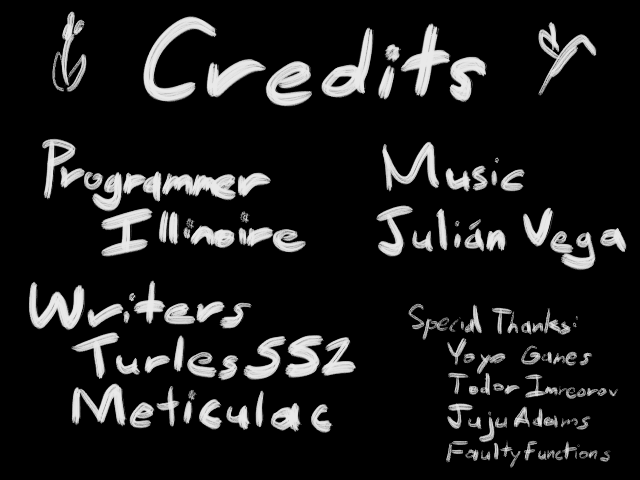 Credits
Programmer
Illinoire
Writers
TurlesSS2
Meticulac
Music
Julián Vega
Special Thanks:
Yoyo Games
Todor Imreorov
Juju Adams
FaultyFunctions